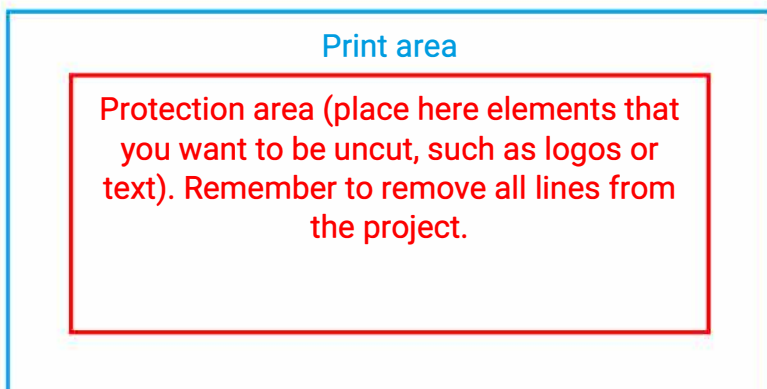 Print area
Protection area (place here elements that
you want to be uncut, such as logos or
text). Remember to remove all lines from
the project.